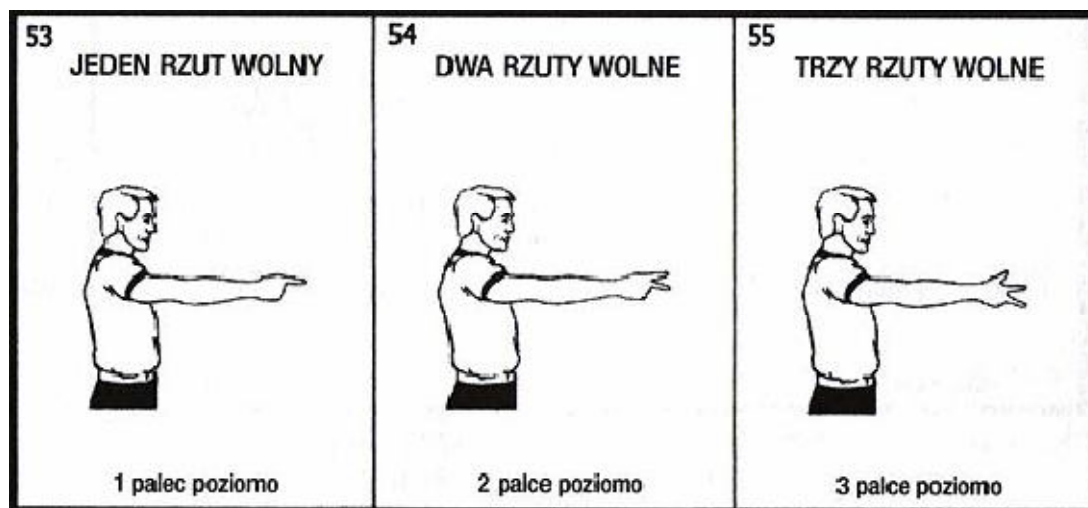 53
JEDEN RZUT WOLNY
1 palec poziomo
54
DWA RZUTY WOLNE
2 palce poziomo
55
TRZY RZUTY WOLNE
3 palce poziomo